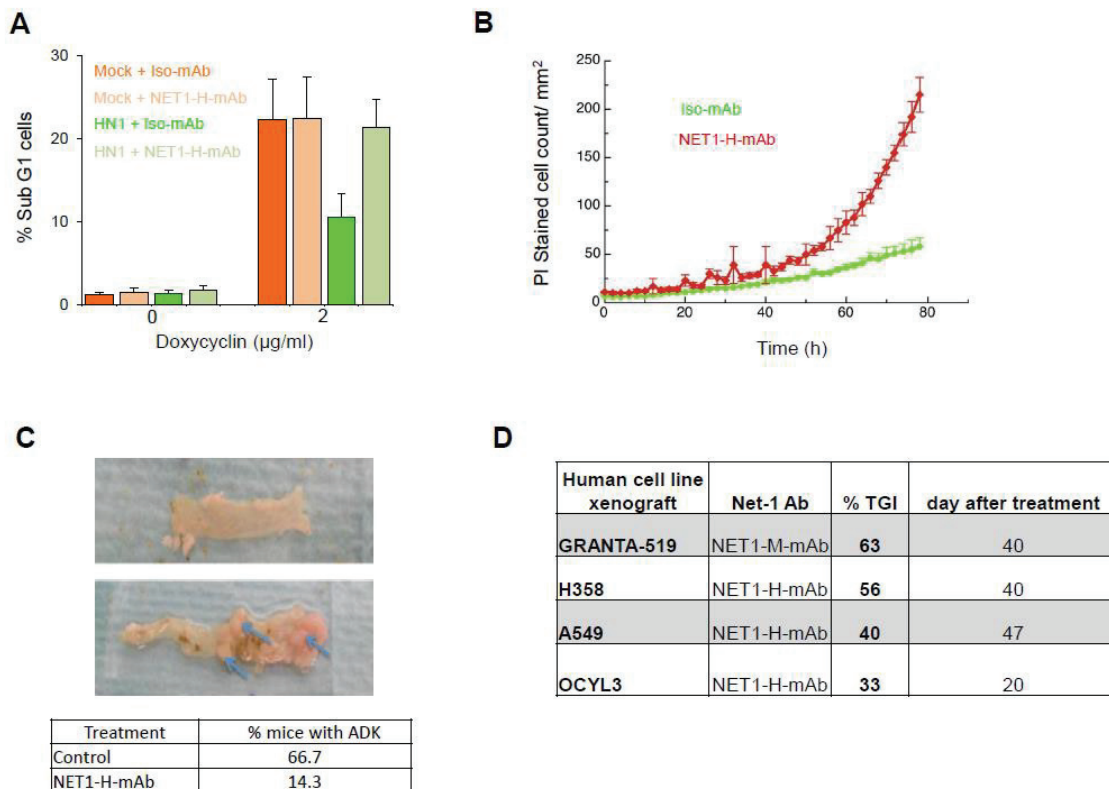 A
30
20
10
0
% Sub G1 cells
Mock + Iso-mAb
Mock + NET1-H-mAb
HN1 + Iso-mAb
HN1 + NET1-H-mAb
0
2
Doxycyclin (µg/ml)
B
250
200
150
100
50
0
PI Stained cell count/ mm²
Iso-mAb
NET1-H-mAb
0
20
40
60
80
Time (h)
C
Treatment % mice with ADK
Control 66.7
NET1-H-mAb 14.3
D
Human cell line
xenograft Net-1 Ab % TGI day after treatment
GRANTA-519 NET1-M-mAb 63 40
H358 NET1-H-mAb 56 40
A549 NET1-H-mAb 40 47
OCYL3 NET1-H-mAb 33 20